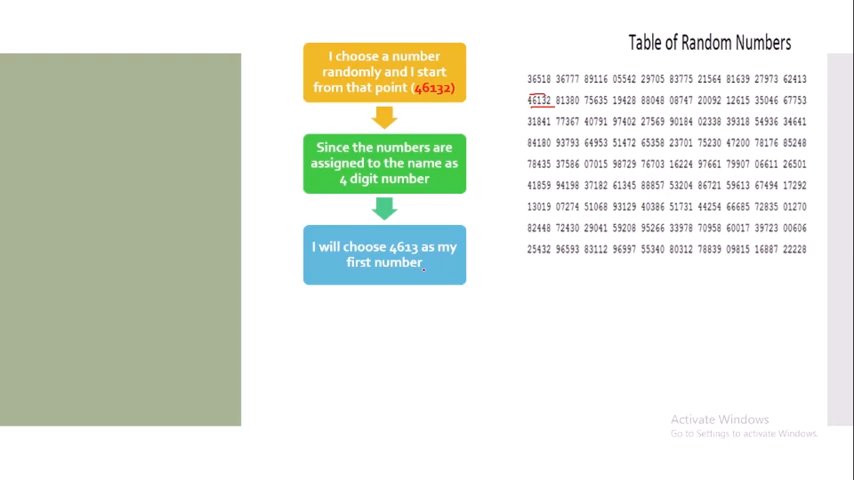 I choose a number
randomly and I start
from that point (46132)
Since the numbers are
assigned to the name as
4 digit number
I will choose 4613 as my
first number
Table of Random Numbers
36518 36777 89116 05542 29705 83775 21564 81639 27973 62413
46132 81380 75635 19428 88048 08747 20092 12615 35046 67753
31841 77367 40791 97402 27569 90184 02338 39318 54936 34641
84180 93793 64953 51472 65358 23701 75230 47200 78176 85248
78435 37586 07015 98729 76703 16224 97661 79907 06611 26501
41859 94198 37182 61345 88857 53204 86721 59613 67494 17292
13019 07274 51068 93129 40386 51731 44254 66685 72835 01270
82448 72430 29041 59208 95266 33978 70958 60017 39723 00606
25432 96593 83112 96997 55340 80312 78839 09815 16887 22228
Activate Windows
Go to Settings to activate Windows.